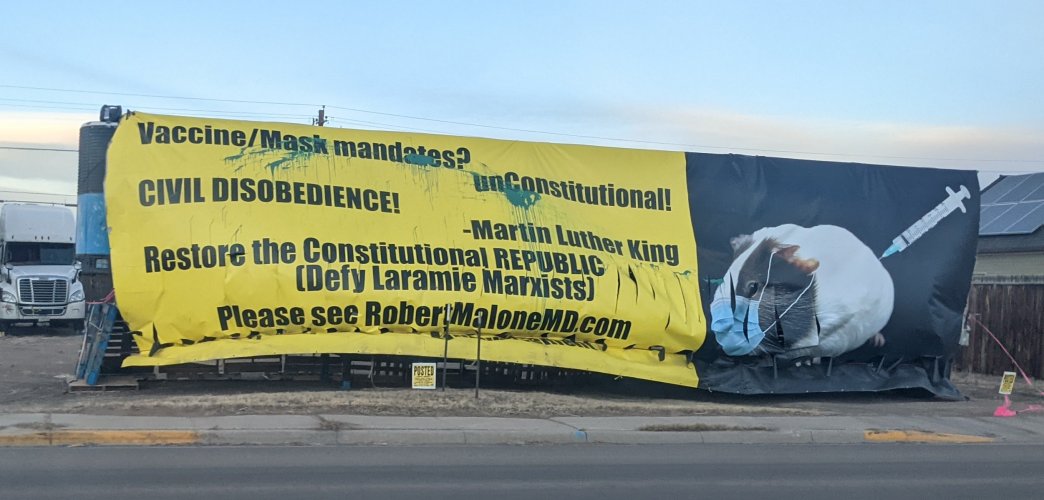 Vaccine/Mask mandates?
unConstitutional!
CIVIL DISOBEDIENCE!
-Martin Luther King
Restore the Constitutional REPUBLIC
(Defy Laramie Marxists)
Please see RobertMaloneMD.com
POSTED